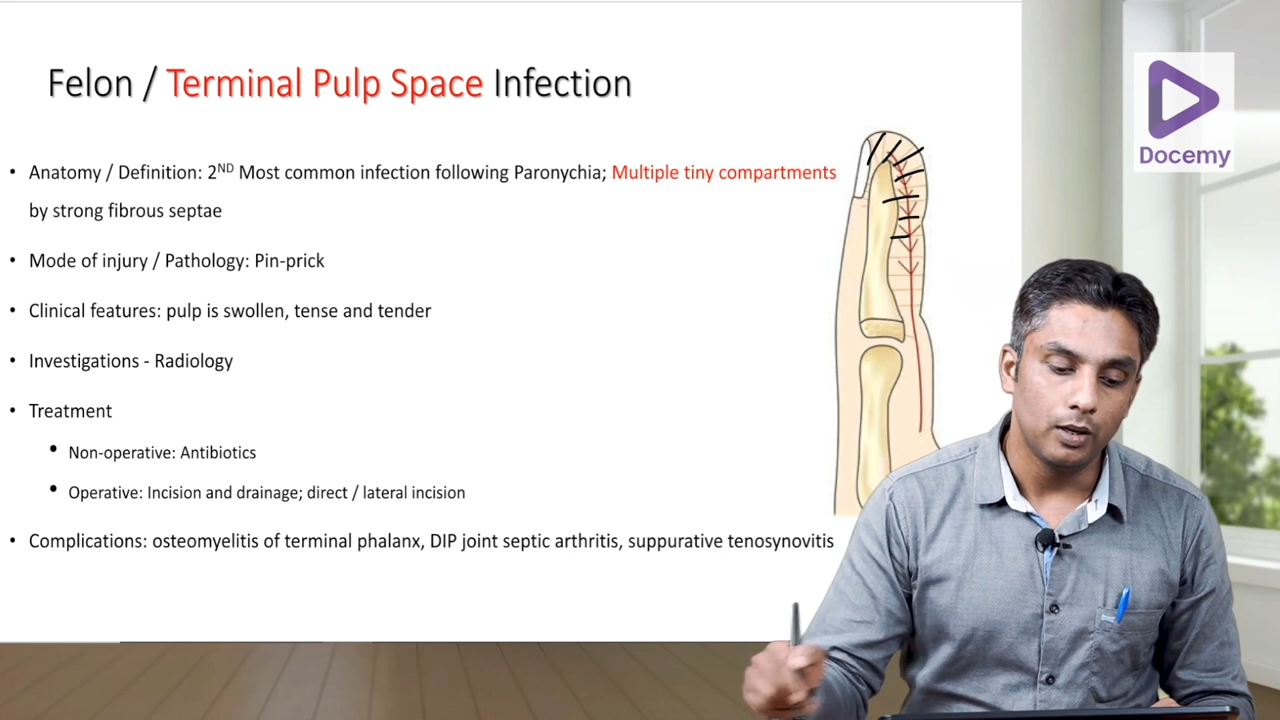 Felon / Terminal Pulp Space Infection
Docemy
• Anatomy / Definition: 2ND Most common infection following Paronychia; Multiple tiny compartments
by strong fibrous septae
• Mode of injury / Pathology: Pin-prick
• Clinical features: pulp is swollen, tense and tender
• Investigations - Radiology
• Treatment
• Non-operative: Antibiotics
• Operative: Incision and drainage; direct / lateral incision
• Complications: osteomyelitis of terminal phalanx, DIP joint septic arthritis, suppurative tenosynovitis